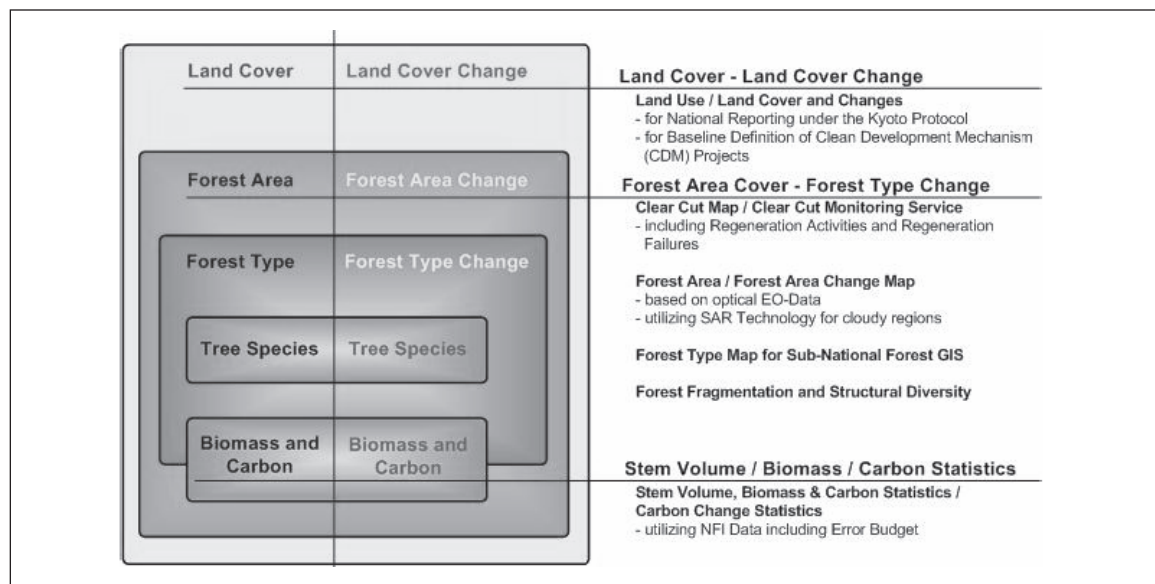 Land Cover
Land Cover Change
Forest Area
Forest Area Change
Forest Type
Forest Type Change
Tree Species
Tree Species
Biomass and
Carbon
Biomass and
Carbon
Land Cover - Land Cover Change
Land Use / Land Cover and Changes
- for National Reporting under the Kyoto Protocol
- for Baseline Definition of Clean Development Mechanism
(CDM) Projects
Forest Area Cover - Forest Type Change
Clear Cut Map / Clear Cut Monitoring Service
- including Regeneration Activities and Regeneration
Failures
Forest Area / Forest Area Change Map
- based on optical EO-Data
- utilizing SAR Technology for cloudy regions
Forest Type Map for Sub-National Forest GIS
Forest Fragmentation and Structural Diversity
Stem Volume / Biomass / Carbon Statistics
Stem Volume, Biomass & Carbon Statistics /
Carbon Change Statistics
- utilizing NFI Data including Error Budget